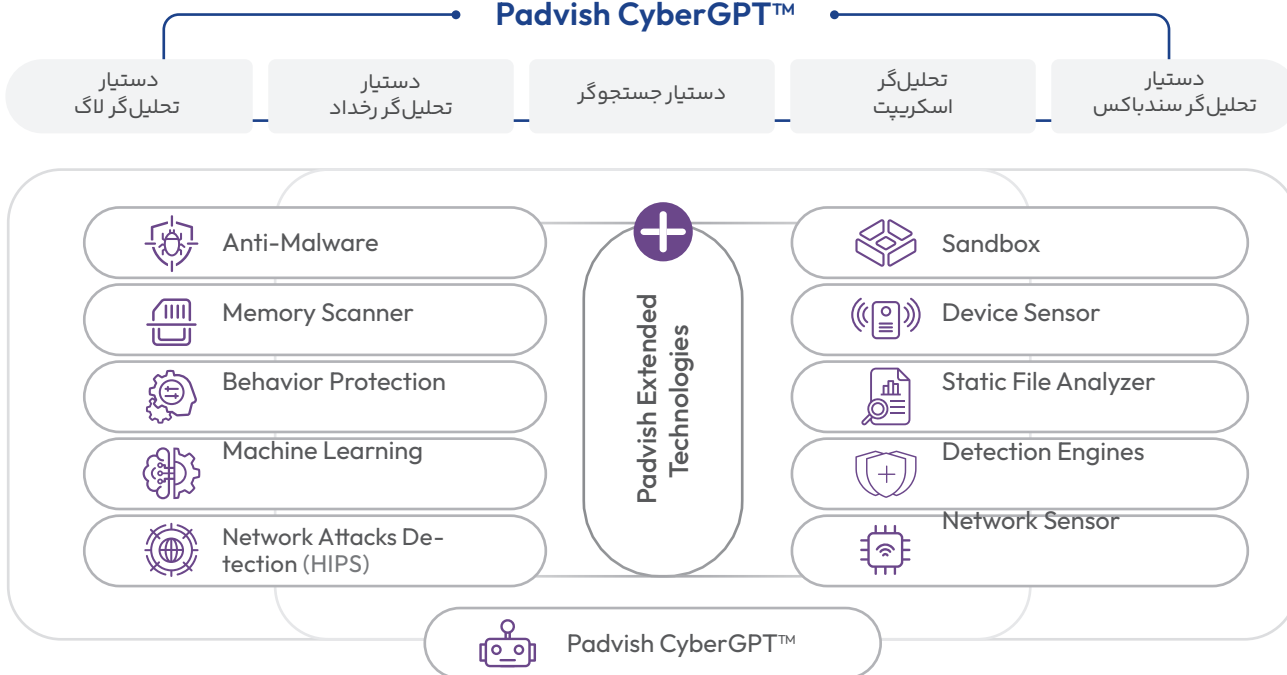 Padvish CyberGPT™
دستیار
تحلیل‌گر سندباکس
تحلیل‌گر
اسکریپت
دستیار جستجوگر
دستیار
تحلیل‌گر رخداد
دستیار
تحلیل‌گر لاگ
Anti-Malware
Memory Scanner
Behavior Protection
Machine Learning
Network Attacks De-
tection (HIPS)
Padvish Extended
Technologies
Sandbox
Device Sensor
Static File Analyzer
Detection Engines
Network Sensor
Padvish CyberGPT™